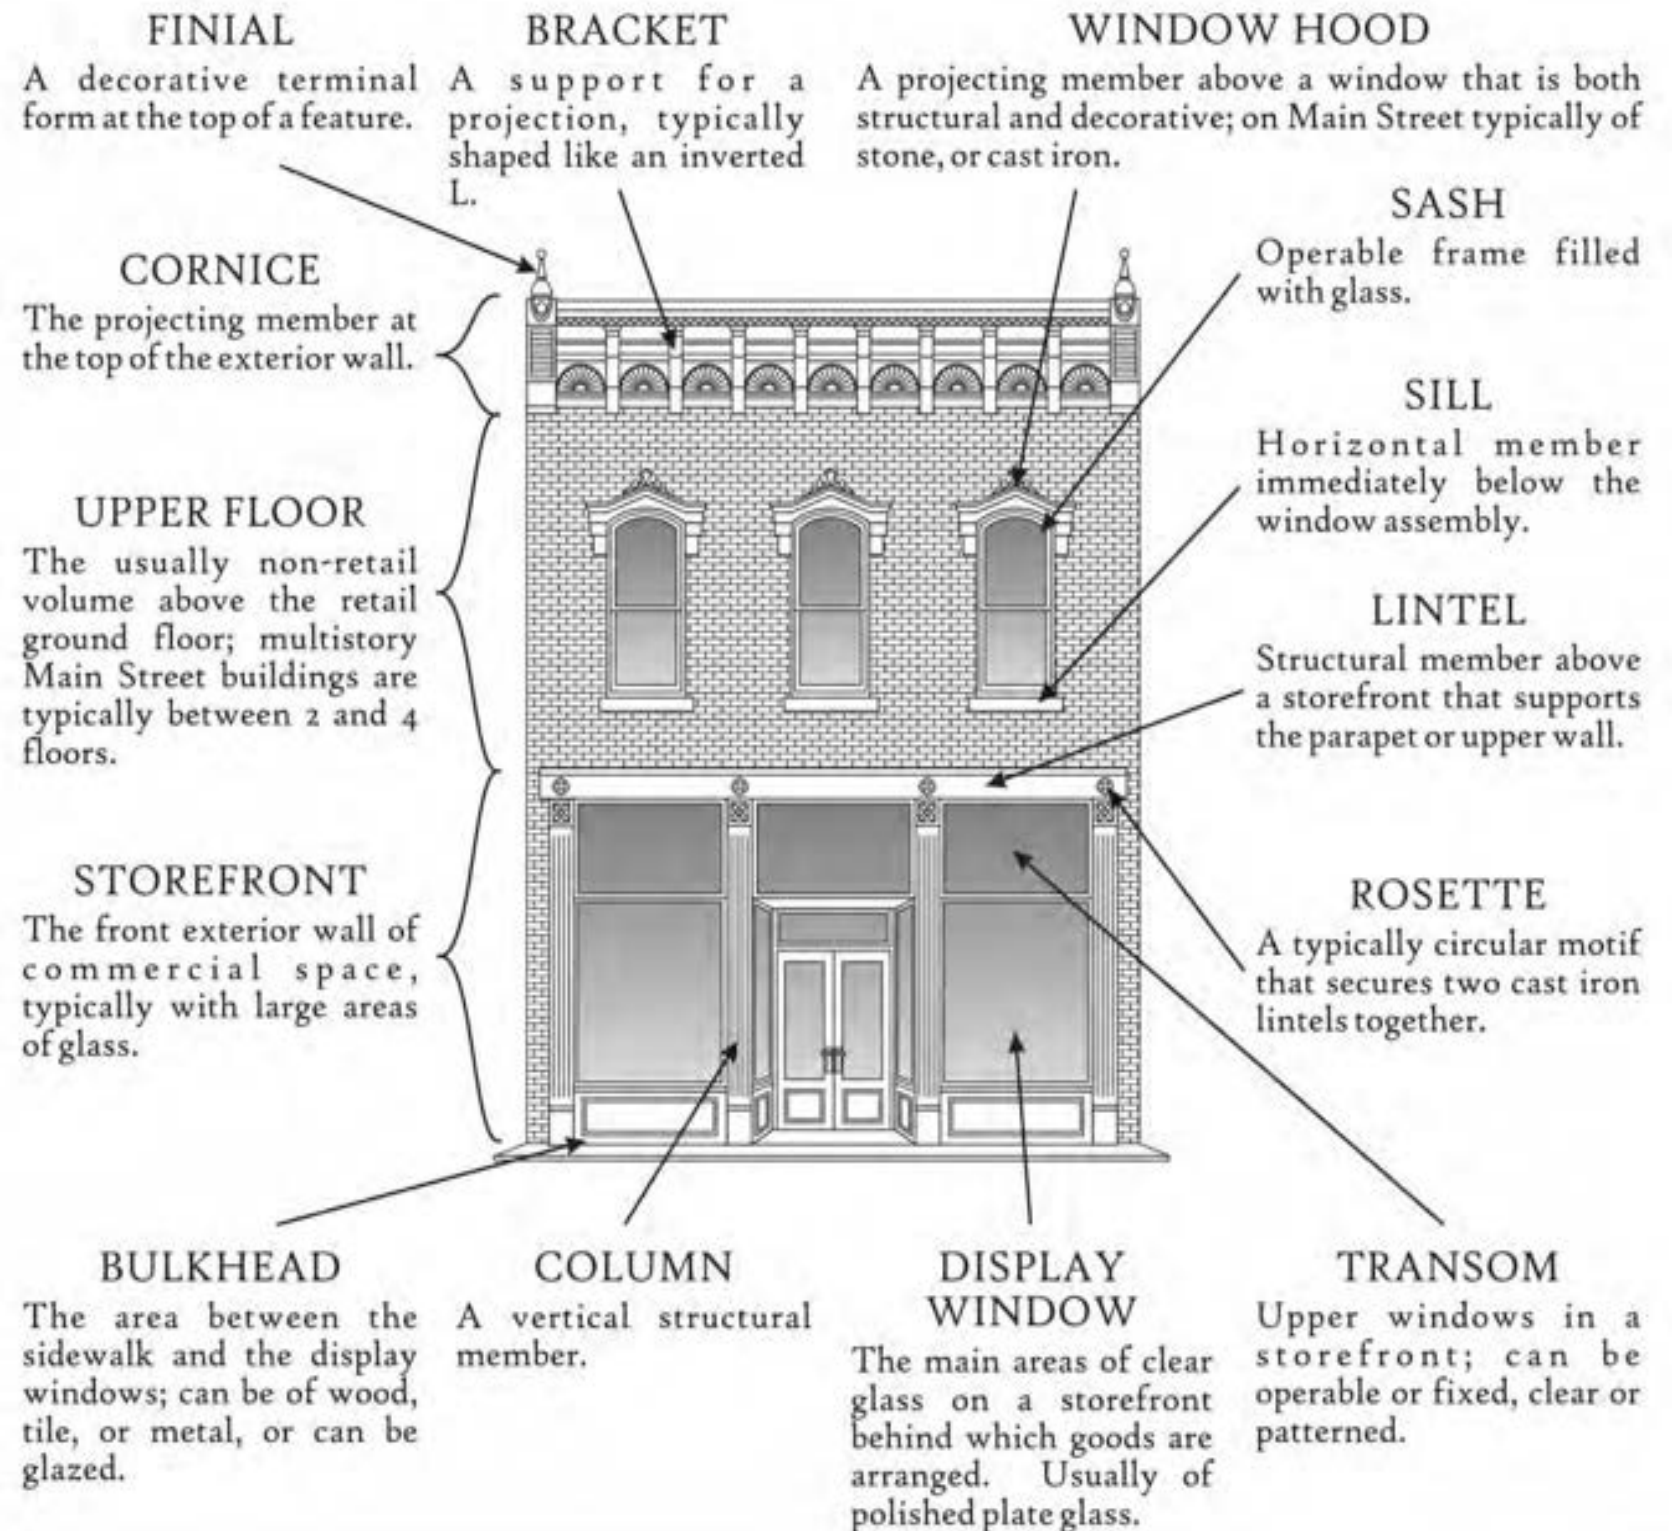 FINIAL
A decorative terminal
form at the top of a feature.
BRACKET
A support for a
projection, typically
shaped like an inverted
L.
WINDOW HOOD
A projecting member above a window that is both
structural and decorative; on Main Street typically of
stone, or cast iron.
SASH
Operable frame filled
with glass.
CORNICE
The projecting member at
the top of the exterior wall.
SILL
Horizontal member
immediately below the
window assembly.
UPPER FLOOR
The usually non-retail
volume above the retail
ground floor; multistory
Main Street buildings are
typically between 2 and 4
floors.
LINTEL
Structural member above
a storefront that supports
the parapet or upper wall.
STOREFRONT
The front exterior wall of
commercial space,
typically with large areas
of glass.
ROSETTE
A typically circular motif
that secures two cast iron
lintels together.
BULKHEAD
The area between the
sidewalk and the display
windows; can be of wood,
tile, or metal, or can be
glazed.
COLUMN
A vertical structural
member.
DISPLAY
WINDOW
The main areas of clear
glass on a storefront
behind which goods are
arranged. Usually of
polished plate glass.
TRANSOM
Upper windows in a
storefront; can be
operable or fixed, clear or
patterned.